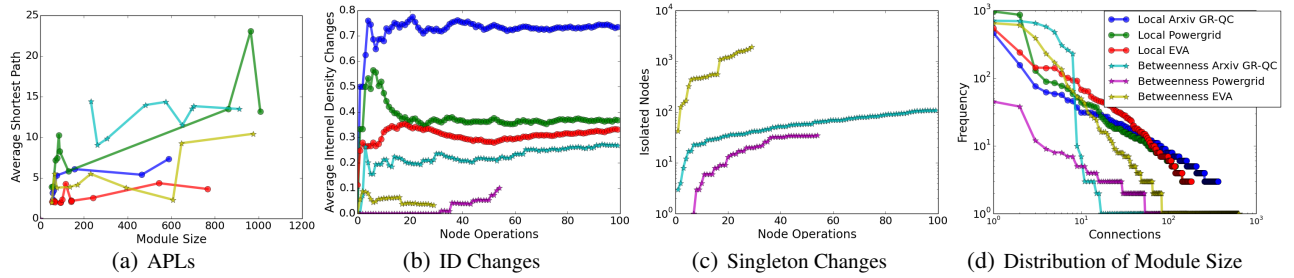 25
20
15
10
5
0
Average Shortest Path
0
200
400
600
800
1000
1200
Module Size
(a) APLs
0.8
0.7
0.6
0.5
0.4
0.3
0.2
0.1
0.0
Average Internal Density Changes
0
20
40
60
80
100
Node Operations
(b) ID Changes
10^4
10^3
10^2
10^1
10^0
Isolated Nodes
0
20
40
60
80
100
Node Operations
(c) Singleton Changes
10^3
10^2
10^1
10^0
Frequency
10^0
10^1
10^2
10^3
Connections
Local Arxiv GR-QC
Local Powergrid
Local EVA
Betweenness Arxiv GR-QC
Betweenness Powergrid
Betweenness EVA
(d) Distribution of Module Size